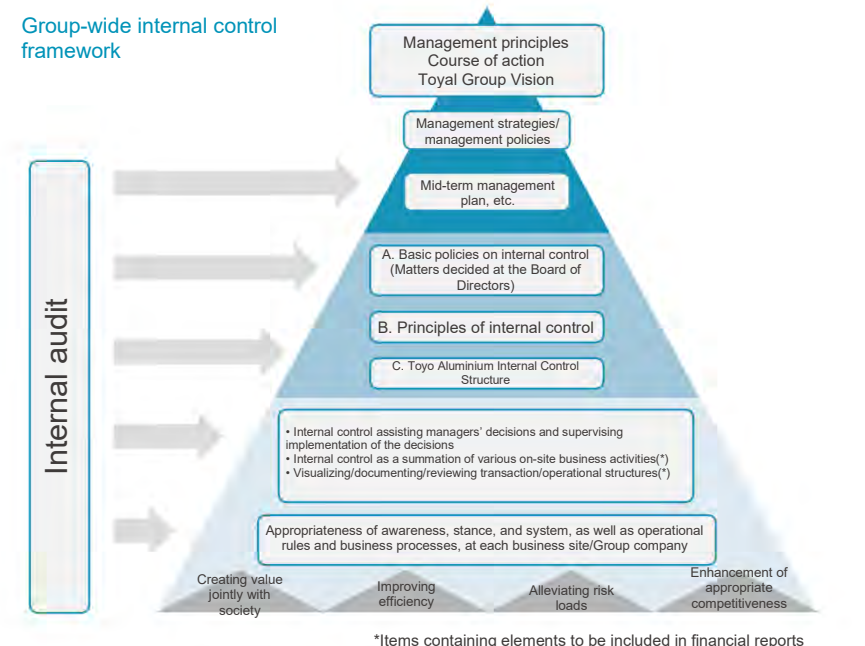 Group-wide internal control
framework
Management principles
Course of action
Toyal Group Vision
Management strategies/
management policies
Mid-term management
plan, etc.
A. Basic policies on internal control
(Matters decided at the Board of
Directors)
B. Principles of internal control
C. Toyo Aluminium Internal Control
Structure
Internal audit
• Internal control assisting managers' decisions and supervising
implementation of the decisions
• Internal control as a summation of various on-site business activities(*)
• Visualizing/documenting/reviewing transaction/operational structures(*)
Appropriateness of awareness, stance, and system, as well as operational
rules and business processes, at each business site/Group company
Creating value
jointly with
society
Improving
efficiency
Alleviating risk
loads
Enhancement of
appropriate
competitiveness
*Items containing elements to be included in financial reports